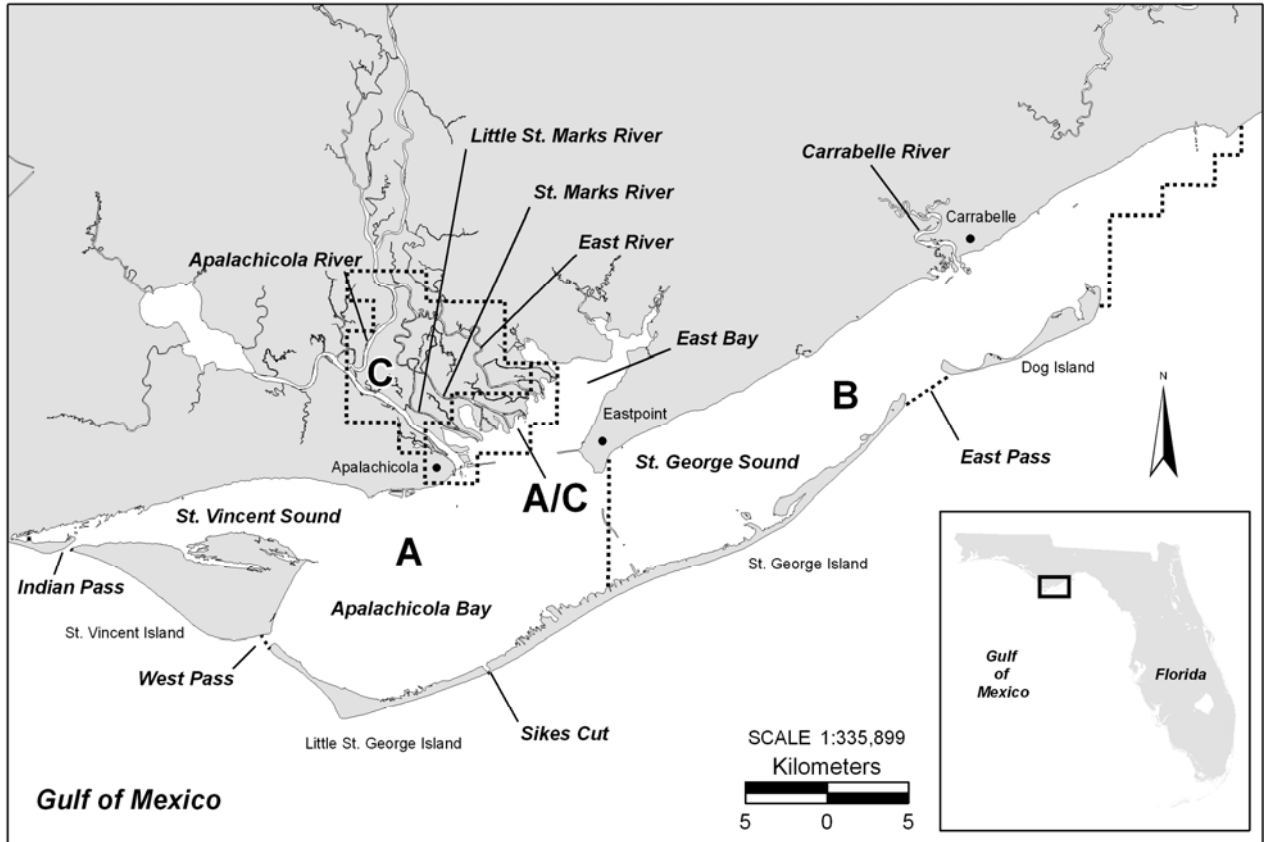 Little St. Marks River
Carrabelle River
St. Marks River
Carrabelle
East River
Apalachicola River
East Bay
C
Dog Island
N
B
Eastpoint
East Pass
St. George Sound
Apalachicola
A/C
St. Vincent Sound
A
St. George Island
Indian Pass
Apalachicola Bay
St. Vincent Island
West Pass
Sikes Cut
Little St. George Island
Gulf of Mexico
SCALE 1:335,899
Kilometers
5 0 5
Gulf
of
Mexico
Florida